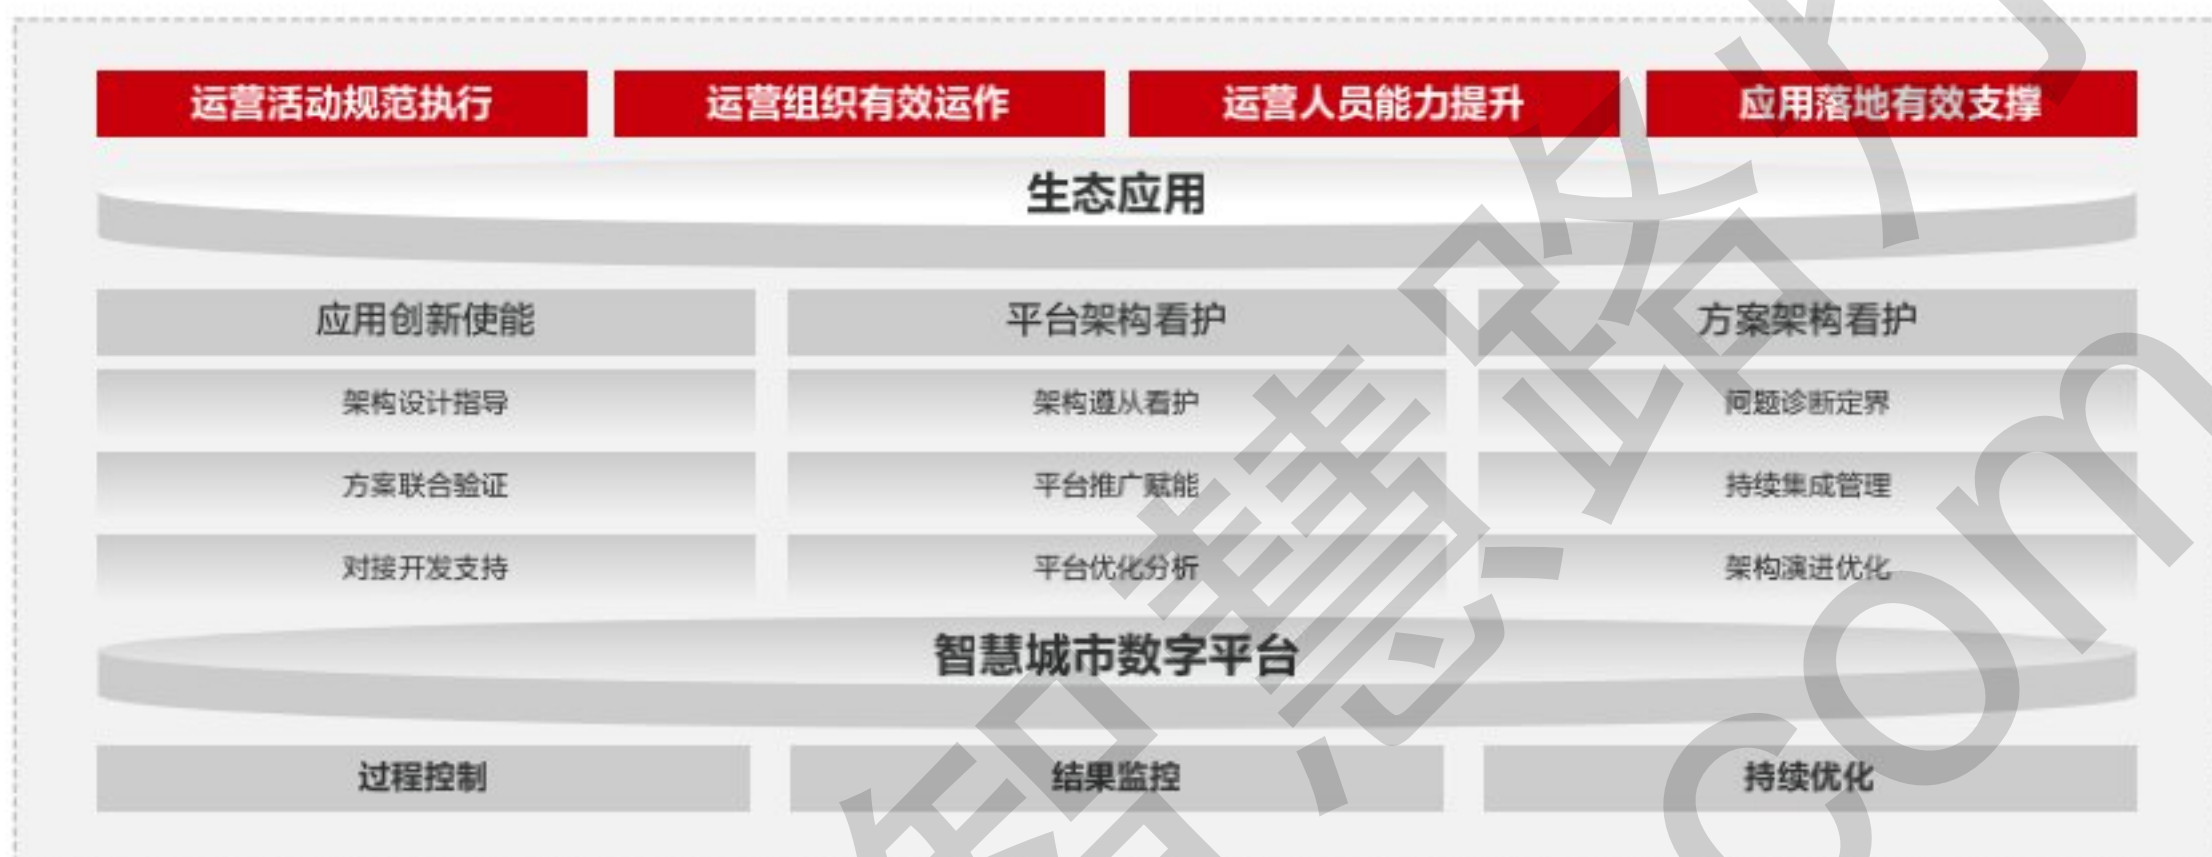 运营活动规范执行 运营组织有效运作 运营人员能力提升 应用落地有效支撑
生态应用
应用创新使能 平台架构看护 方案架构看护
架构设计指导 架构遵从看护 问题诊断定界
方案联合验证 平台推广赋能 持续集成管理
对接开发支持 平台优化分析 架构演进优化
智慧城市数字平台
过程控制 结果监控 持续优化
智慧路灯
com